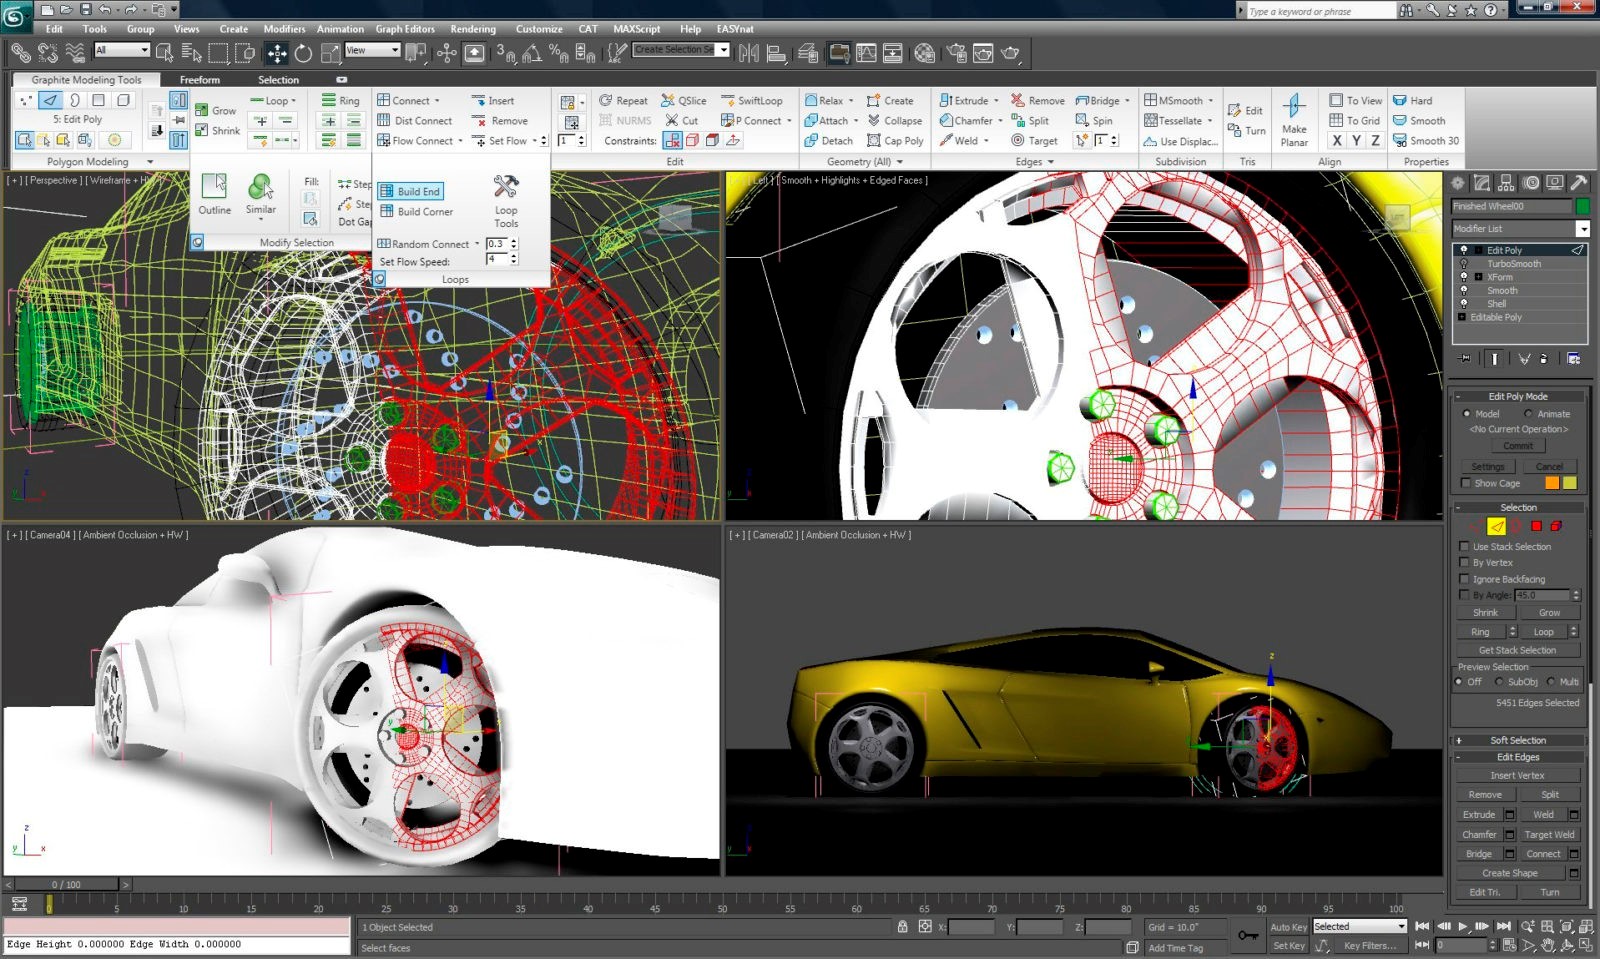 Type a keyword or phrase
Edit Tools Group Views Create Modifiers Animation Graph Editors Rendering Customize CAT MAXScript Help EASYnat
All View 3 Create Selection Se
Graphite Modeling Tools Freeform Selection
Grow Loop Ring Connect Insert Repeat QSlice SwiftLoop Relax Create Extrude Remove Bridge MSmooth Edit To View Hard
5: Edit Poly Shrink Dist Connect Remove NURMS Cut P Connect Attach Collapse Chamfer Split Spin Tessellate Turn Make Planar To Grid Smooth
Flow Connect Set Flow 1 Constraints: Detach Cap Poly Weld Target 1 Use Displac... X Y Z Smooth 30
Polygon Modeling Edit Geometry (All) Edges Subdivision Tris Align Properties
[ + ] [ Perspective ] [ Wireframe + H
Left ] [ Smooth + Highlights + Edged Faces ]
Outline Similar Fill: Step
Step
Dot Gap
Modify Selection
Build End
Build Corner
Loop Tools
Random Connect 0.3
Set Flow Speed: 4
Loops
Finished Wheel00
Modifier List
Edit Poly
TurboSmooth
XForm
Smooth
Shell
Editable Poly
Edit Poly Mode
Model Animate
<No Current Operation>
Commit
Settings Cancel
Show Cage
Selection
Use Stack Selection
By Vertex
Ignore Backfacing
By Angle: 45.0
Shrink Grow
Ring Loop
Get Stack Selection
Preview Selection
Off SubObj Multi
5451 Edges Selected
Soft Selection
Edit Edges
Insert Vertex
Remove Split
Extrude Weld
Chamfer Target Weld
Bridge Connect
Create Shape
Edit Tri. Turn
[ + ] [ Camera04 ] [ Ambient Occlusion + HW ]
[ + ] [ Camera02 ] [ Ambient Occlusion + HW ]
z
y
x
z
< 0 / 100 >
0 5 10 15 20 25 30 35 40 45 50 55 60 65 70 75 80 85 90 95 100
1 Object Selected X: Y: Z: Grid = 10.0" Auto Key Selected
Edge Height 0.000000 Edge Width 0.000000
Select faces Add Time Tag Set Key Key Filters... 0